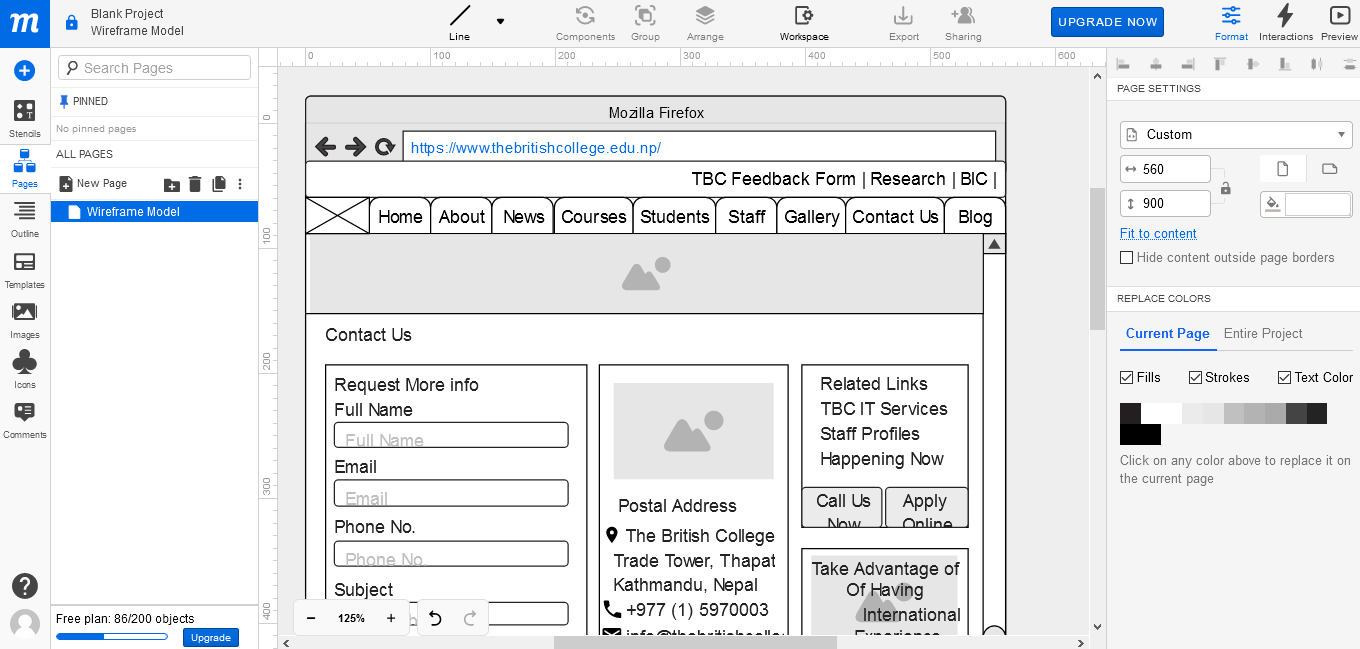 m
Blank Project
Wireframe Model
Line
Components
Group
Arrange
Workspace
Export
Sharing
UPGRADE NOW
Format
Interactions
Preview
Search Pages
PINNED
No pinned pages
ALL PAGES
New Page
Wireframe Model
Stencils
Pages
Outline
Templates
Images
Icons
Comments
Free plan: 86/200 objects
Upgrade
0 100 200 300 400 500 600
0
100
200
300
400
Mozilla Firefox
https://www.thebritishcollege.edu.np/
TBC Feedback Form | Research | BIC |
Home About News Courses Students Staff Gallery Contact Us Blog
Contact Us
Request More info
Full Name
Full Name
Email
Email
Phone No.
Phone No.
Subject
Postal Address
The British College
Trade Tower, Thapat
Kathmandu, Nepal
+977 (1) 5970003
Related Links
TBC IT Services
Staff Profiles
Happening Now
Call Us
Now
Apply
Online
Take Advantage of
Of Having
International
Experience
125%
PAGE SETTINGS
Custom
560
900
Fit to content
Hide content outside page borders
REPLACE COLORS
Current Page Entire Project
Fills Strokes Text Color
Click on any color above to replace it on
the current page